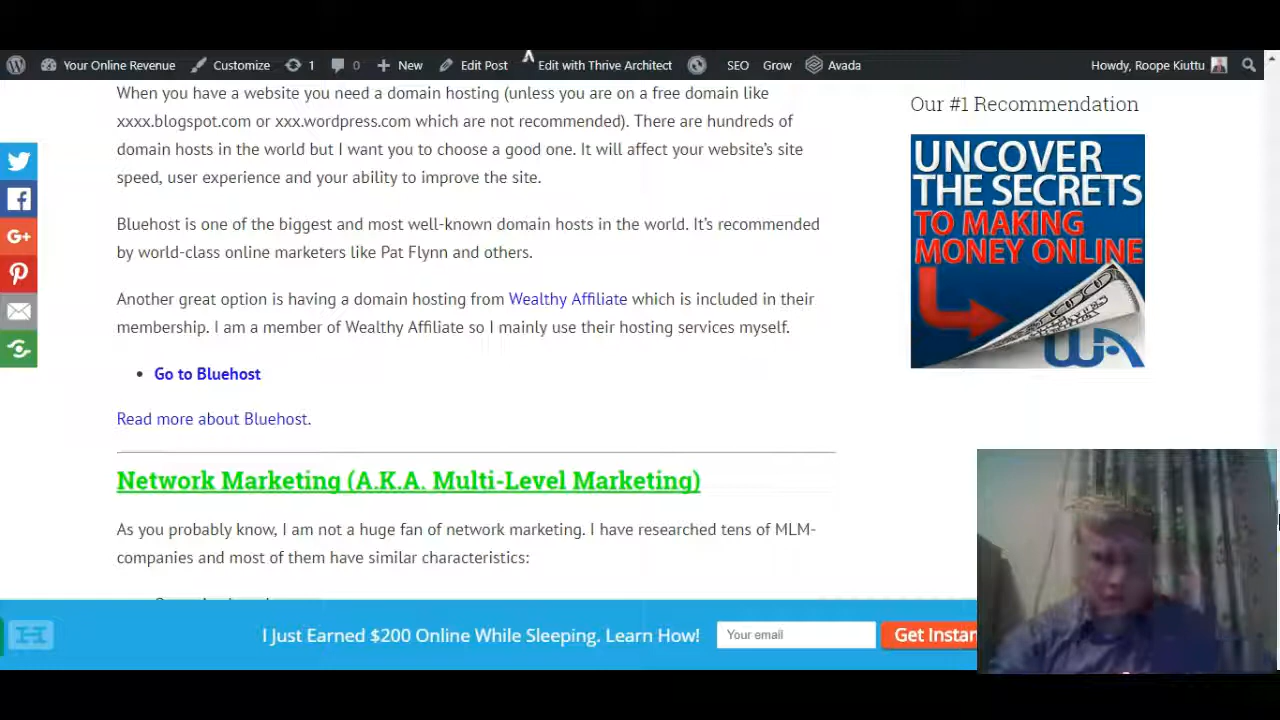 Your Online Revenue Customize 1 0 New Edit Post Edit with Thrive Architect SEO Grow Avada Howdy, Roope Kiuttu
When you have a website you need a domain hosting (unless you are on a free domain like
xxxx.blogspot.com or xxx.wordpress.com which are not recommended). There are hundreds of
domain hosts in the world but I want you to choose a good one. It will affect your website's site
speed, user experience and your ability to improve the site.
Bluehost is one of the biggest and most well-known domain hosts in the world. It's recommended
by world-class online marketers like Pat Flynn and others.
Another great option is having a domain hosting from Wealthy Affiliate which is included in their
membership. I am a member of Wealthy Affiliate so I mainly use their hosting services myself.
• Go to Bluehost
Read more about Bluehost.
Network Marketing (A.K.A. Multi-Level Marketing)
As you probably know, I am not a huge fan of network marketing. I have researched tens of MLM-
companies and most of them have similar characteristics:
Our #1 Recommendation
UNCOVER
THE SECRETS
TO MAKING
MONEY ONLINE
WA
I Just Earned $200 Online While Sleeping. Learn How! Your email Get Instan